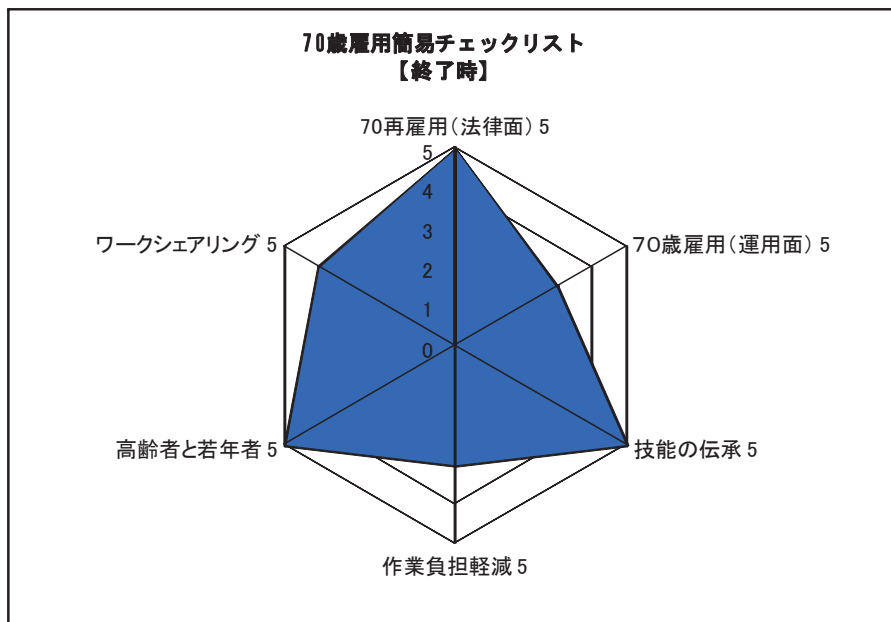 70歳雇用簡易チェックリスト
【終了時】
70再雇用(法律面) 5
5
4
3
2
1
0
ワークシェアリング 5
70歳雇用(運用面) 5
高齢者と若年者 5
技能の伝承 5
作業負担軽減 5